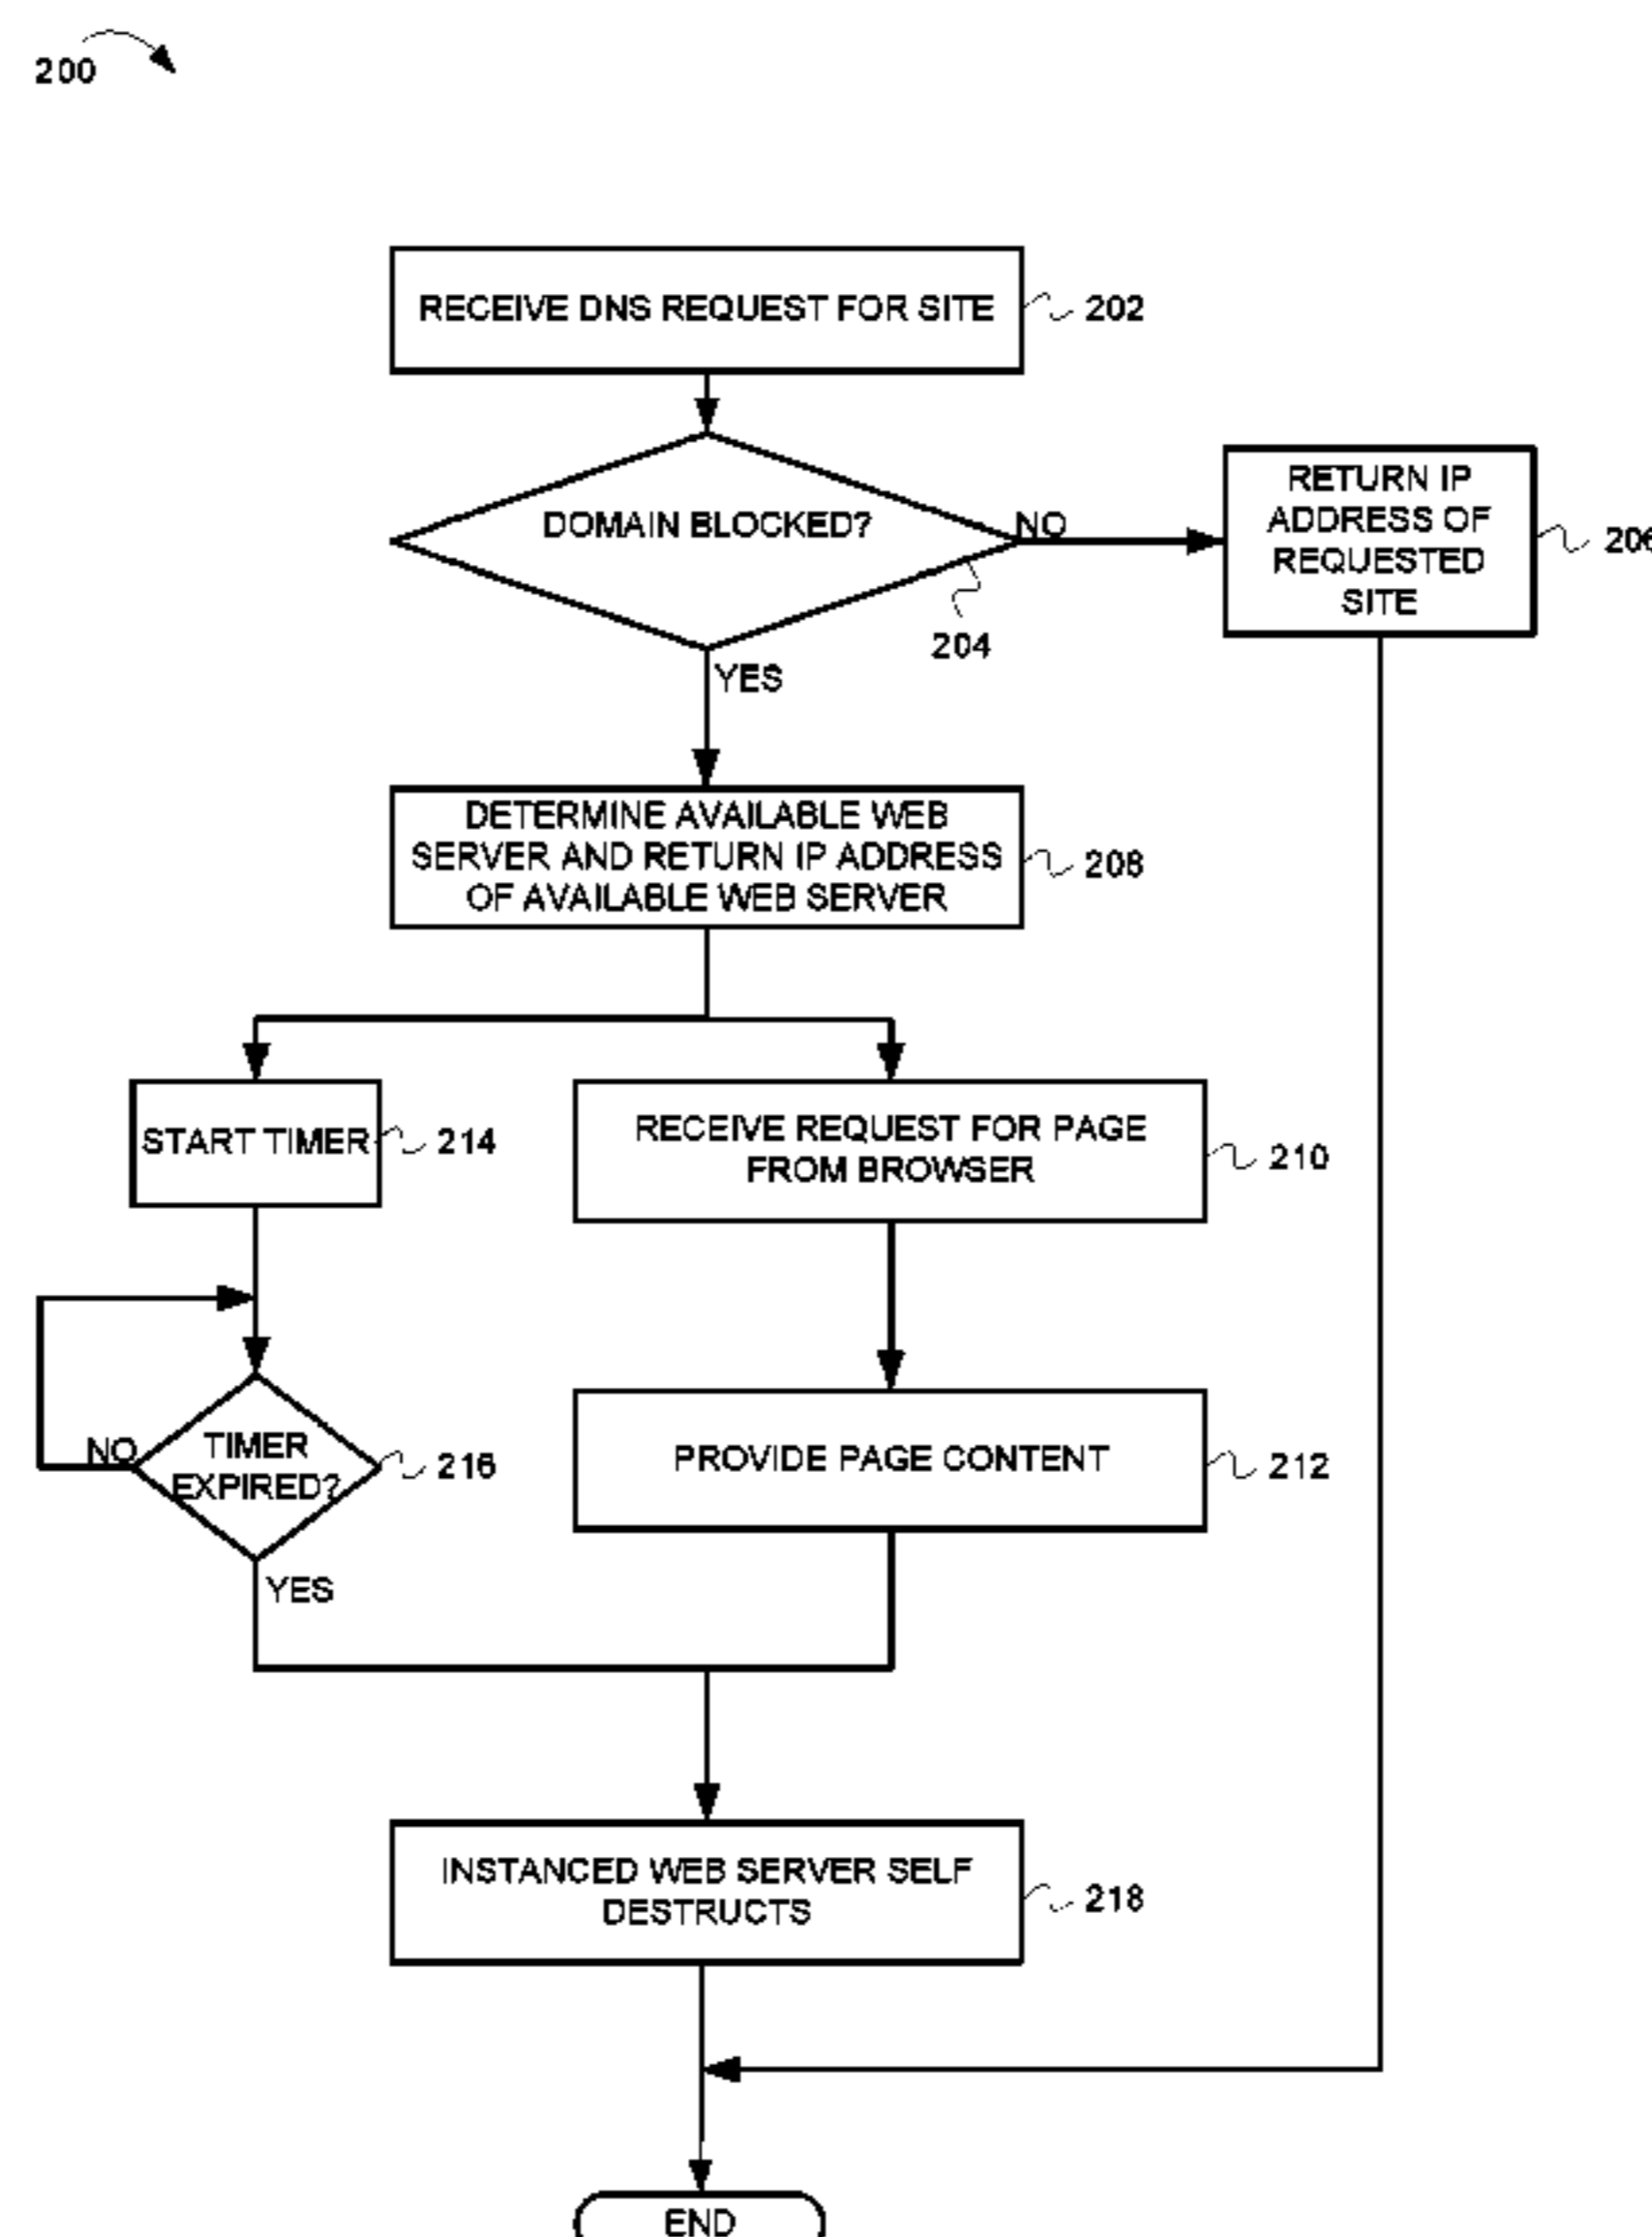 200
RECEIVE DNS REQUEST FOR SITE
202
DOMAIN BLOCKED?
NO
204
YES
RETURN IP
ADDRESS OF
REQUESTED
SITE
206
DETERMINE AVAILABLE WEB
SERVER AND RETURN IP ADDRESS
OF AVAILABLE WEB SERVER
208
START TIMER
214
RECEIVE REQUEST FOR PAGE
FROM BROWSER
210
NO
TIMER
EXPIRED?
216
YES
PROVIDE PAGE CONTENT
212
INSTANCED WEB SERVER SELF
DESTRUCTS
218
END